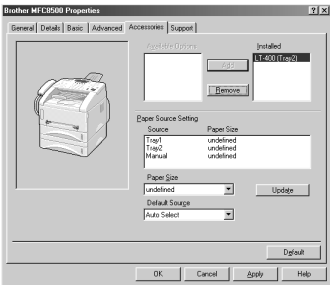 Brother MFC8500 Properties
General Details Basic Advanced Accessories Support
Available Options Installed
LT-400 (Tray2)
Add
Remove
Paper Source Setting
Source Paper Size
Tray1 undefined
Tray2 undefined
Manual undefined
Paper Size
undefined Update
Default Source
Auto Select
Default
OK Cancel Apply Help